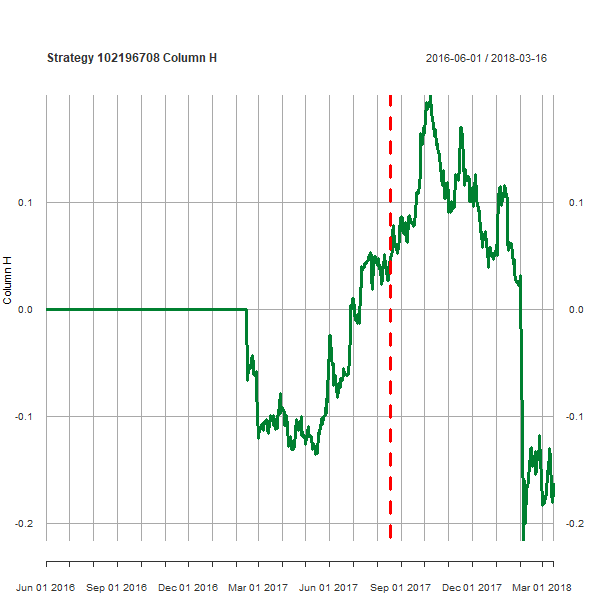 Strategy 102196708 Column H
2016-06-01 / 2018-03-16
0.1
0.1
0.0
0.0
-0.1
-0.1
-0.2
-0.2
Column H
Jun 01 2016
Sep 01 2016
Dec 01 2016
Mar 01 2017
Jun 01 2017
Sep 01 2017
Dec 01 2017
Mar 01 2018